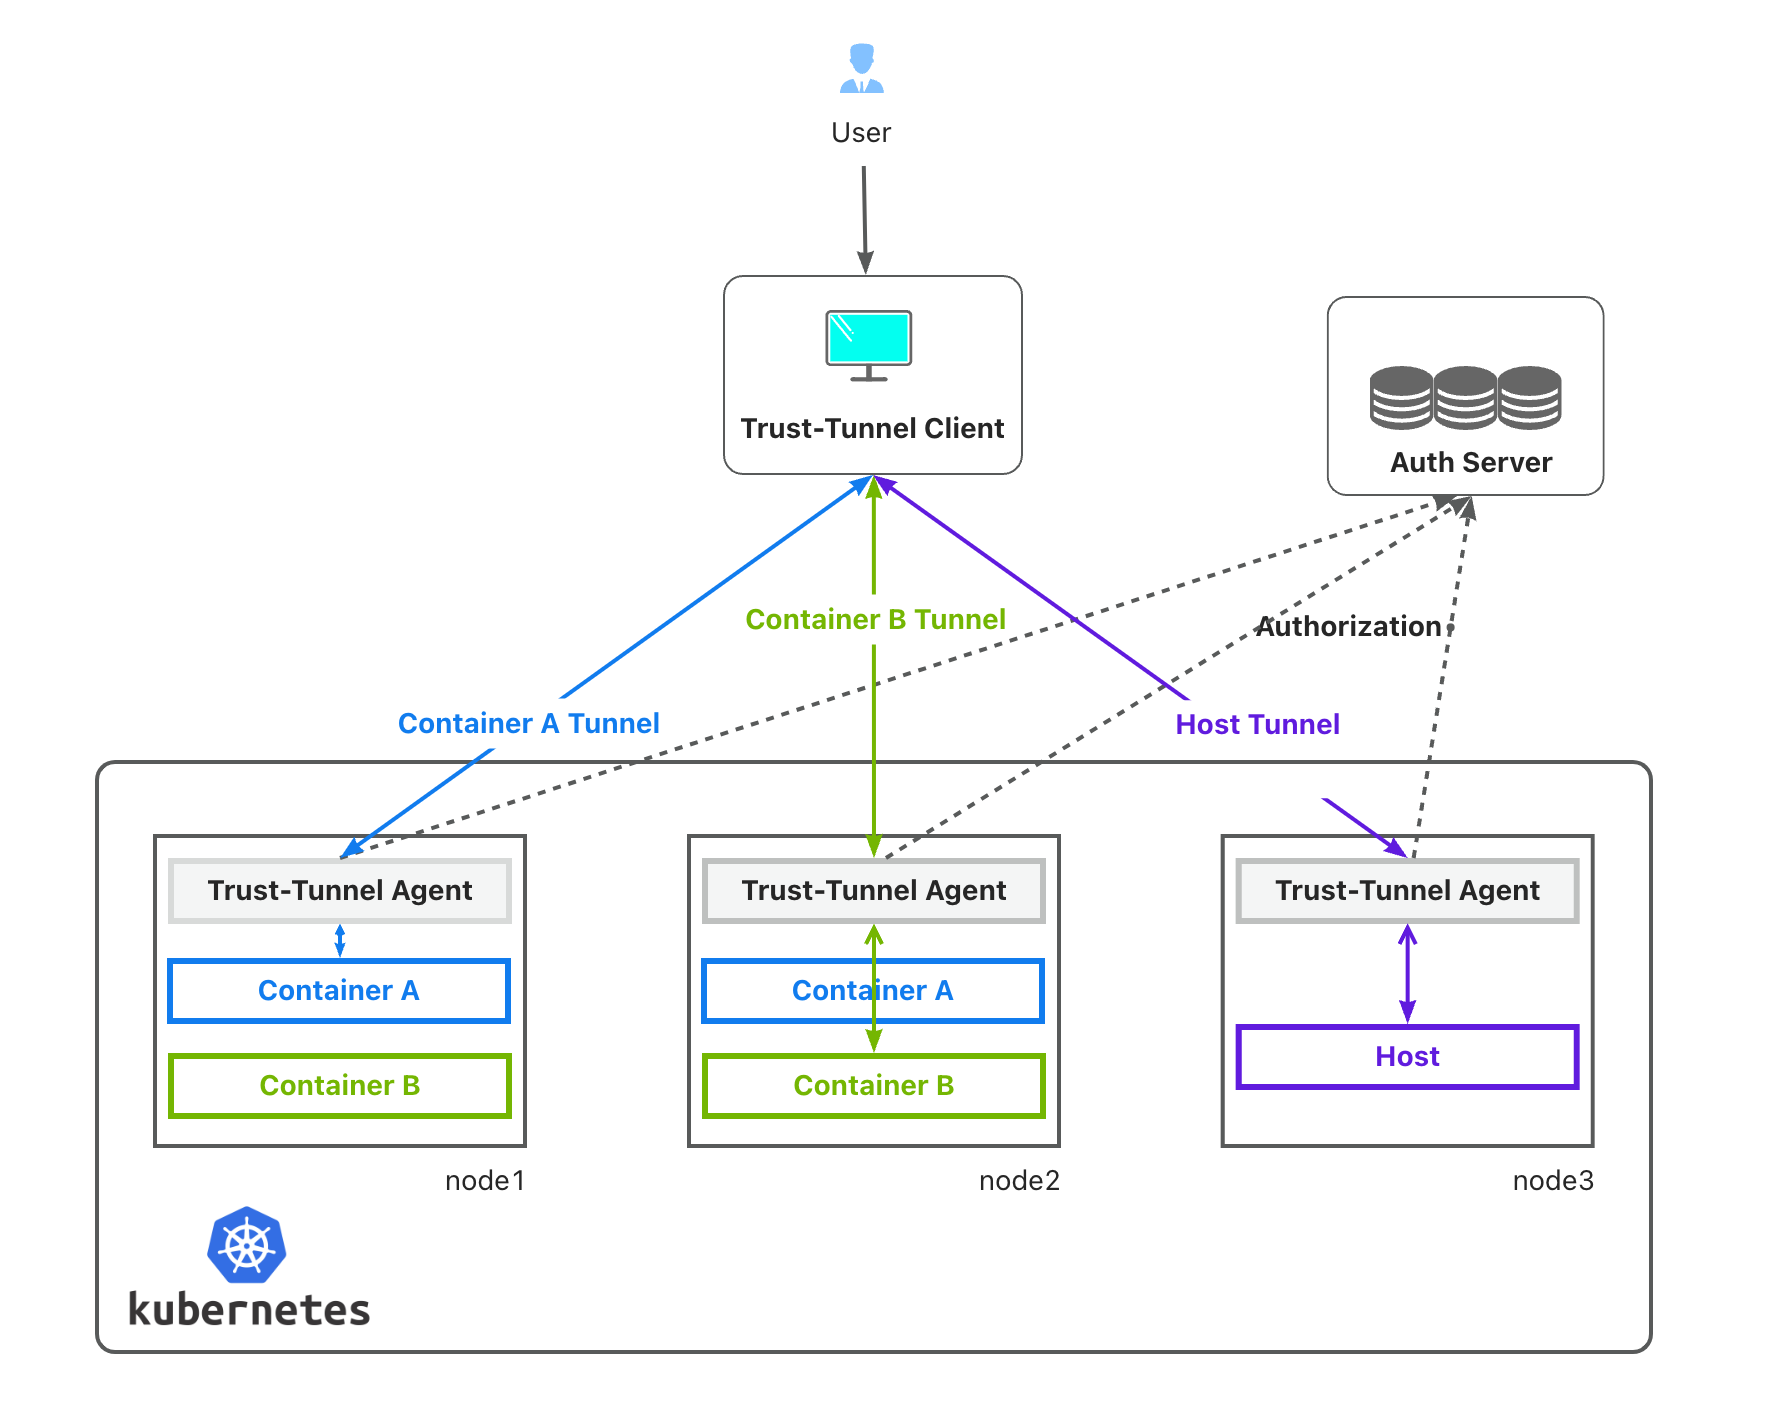 User
Trust-Tunnel Client
Auth Server
Container B Tunnel
Authorization
Container A Tunnel
Host Tunnel
Trust-Tunnel Agent
Container A
Container B
node1
Trust-Tunnel Agent
Container A
Container B
node2
Trust-Tunnel Agent
Host
node3
kubernetes